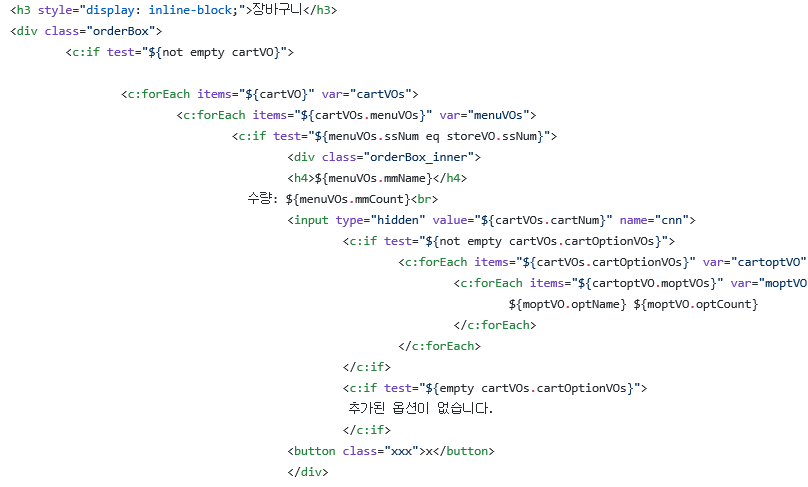 <h3 style="display: inline-block;">장바구니</h3>
<div class="orderBox">
<c:if test="${not empty cartVO}">
<c:forEach items="${cartVO}" var="cartVOs">
<c:forEach items="${cartVOs.menuVOs}" var="menuVOs">
<c:if test="${menuVOs.ssNum eq storeVO.ssNum}">
<div class="orderBox_inner">
<h4>${menuVOs.mmName}</h4>
수량: ${menuVOs.mmCount}<br>
<input type="hidden" value="${cartVOs.cartNum}" name="cnn">
<c:if test="${not empty cartVOs.cartOptionVOs}">
<c:forEach items="${cartVOs.cartOptionVOs}" var="cartoptVO"
<c:forEach items="${cartoptVO.moptVOs}" var="moptVO
${moptVO.optName} ${moptVO.optCount}
</c:forEach>
</c:forEach>
</c:if>
<c:if test="${empty cartVOs.cartOptionVOs}">
추가된 옵션이 없습니다.
</c:if>
<button class="xxx">x</button>
</div>